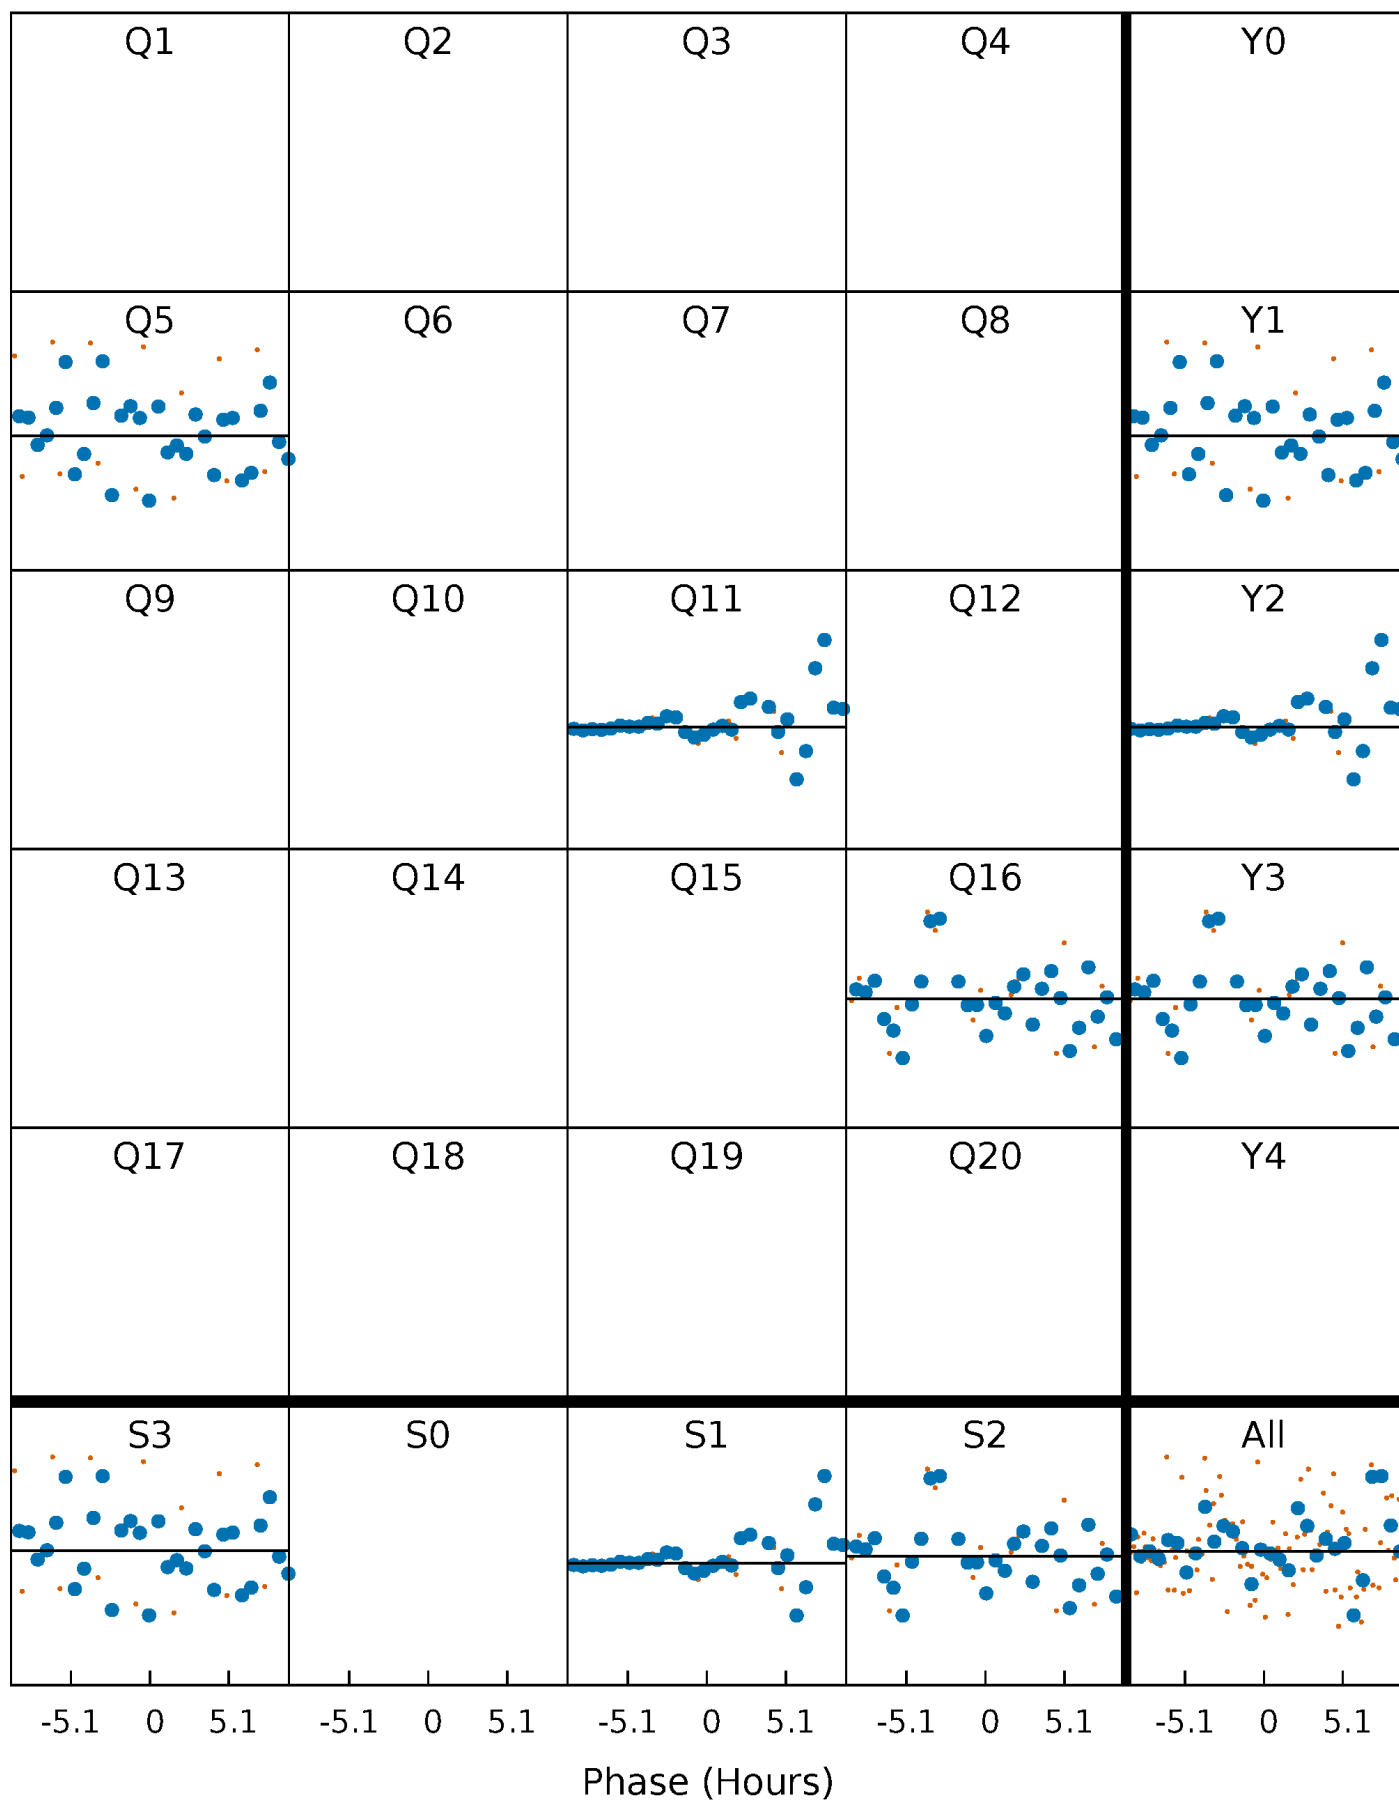 Q1 Q2 Q3 Q4 Y0
Q5 Q6 Q7 Q8 Y1
Q9 Q10 Q11 Q12 Y2
Q13 Q14 Q15 Q16 Y3
Q17 Q18 Q19 Q20 Y4
S3 S0 S1 S2 All
-5.1 0 5.1 -5.1 0 5.1 -5.1 0 5.1 -5.1 0 5.1 -5.1 0 5.1
Phase (Hours)